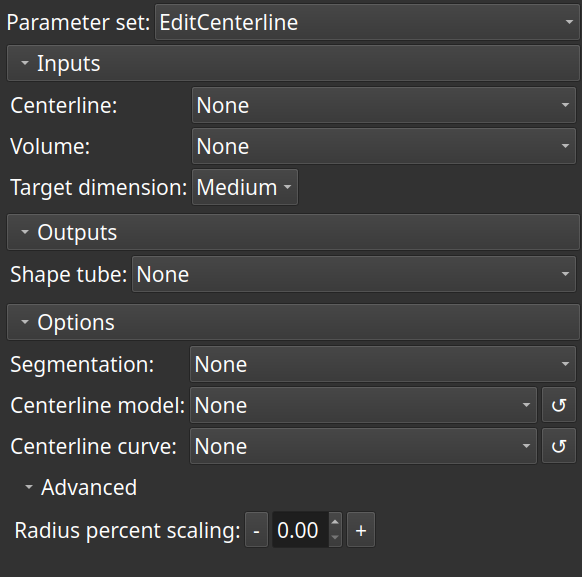 Parameter set: EditCenterline
Inputs
Centerline: None
Volume: None
Target dimension: Medium
Outputs
Shape tube: None
Options
Segmentation: None
Centerline model: None ↺
Centerline curve: None ↺
Advanced
Radius percent scaling: - 0.00 +